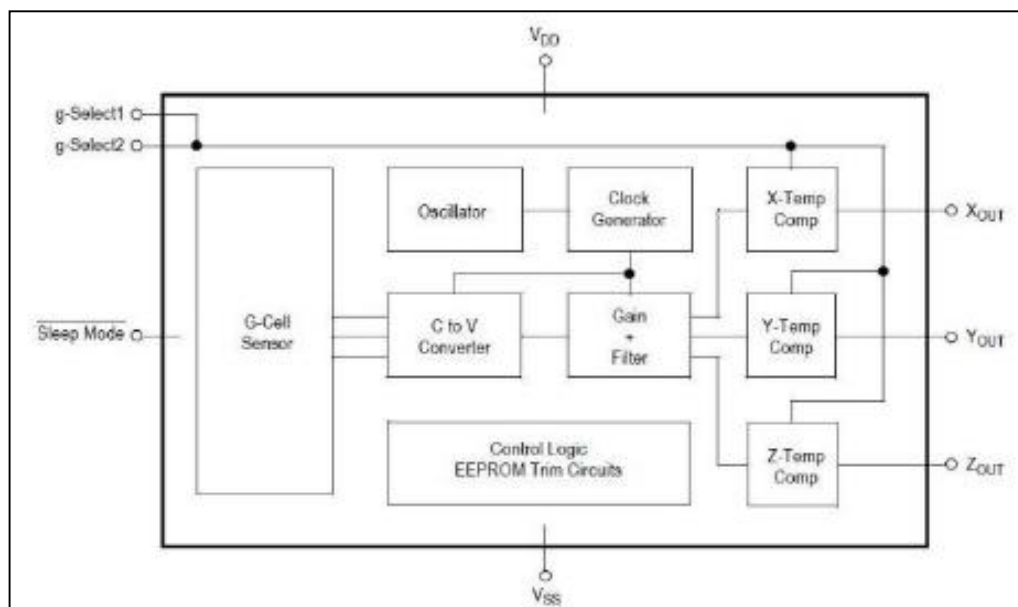 VDD
g-Select1
g-Select2
Oscillator
Clock
Generator
X-Temp
Comp
XOUT
Sleep Mode
G-Cell
Sensor
C to V
Converter
Gain
+
Filter
Y-Temp
Comp
YOUT
Control Logic
EEPROM Trim Circuits
Z-Temp
Comp
ZOUT
VSS